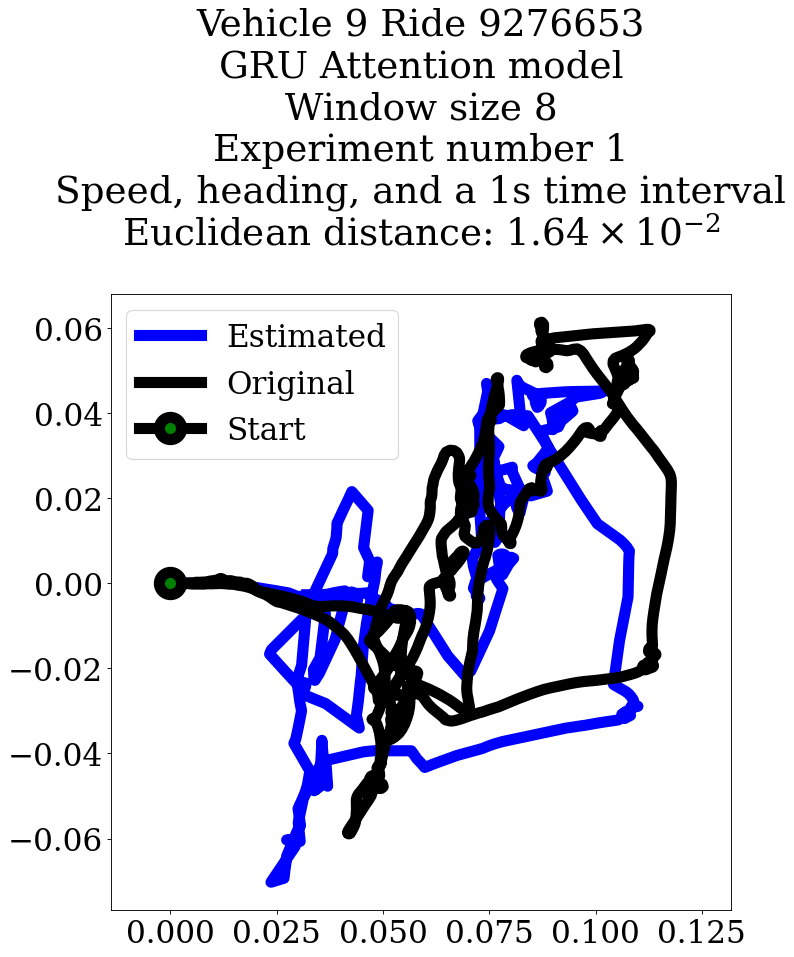 Vehicle 9 Ride 9276653
GRU Attention model
Window size 8
Experiment number 1
Speed, heading, and a 1s time interval
Euclidean distance: 1.64 × 10⁻²
Estimated
Original
Start
0.06
0.04
0.02
0.00
−0.02
−0.04
−0.06
0.000 0.025 0.050 0.075 0.100 0.125